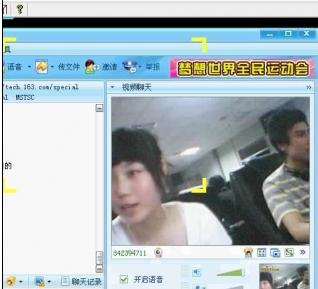 ?
具
语音 传文件 邀请 举报 梦想世界全民运动会
/tech.163.com/special
al MSTSC
视频聊天
的
842394711
聊天记录
开启语音